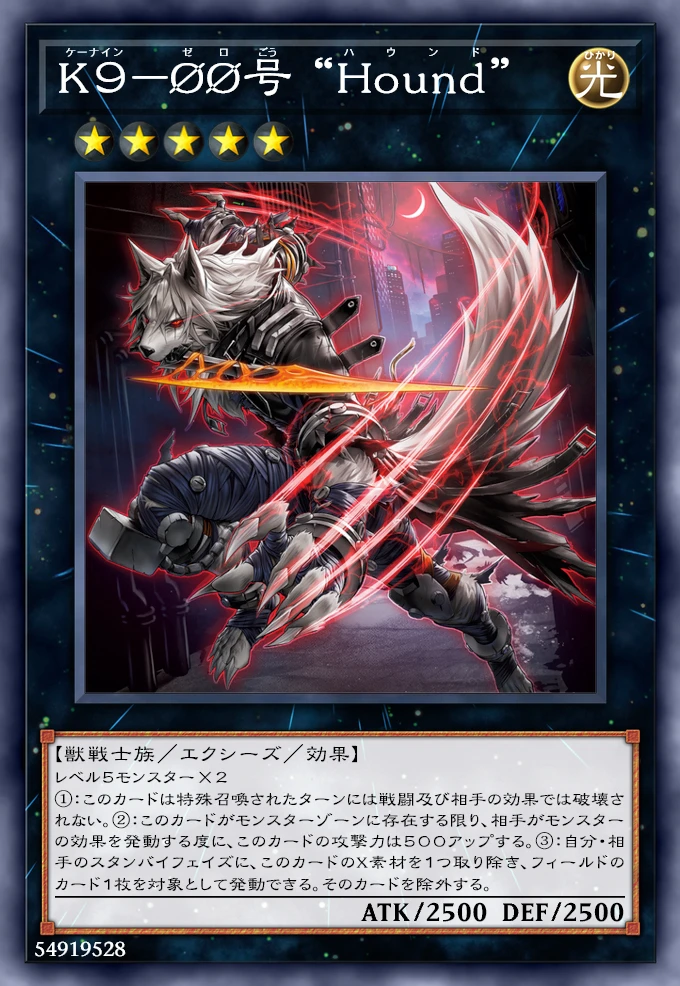 ケーナイン ゼロ ごう ハウンド
K9－ØØ号 “Hound”
ひかり
光
【獣戦士族／エクシーズ／効果】
レベル５モンスター×２
①：このカードは特殊召喚されたターンには戦闘及び相手の効果では破壊さ
れない。②：このカードがモンスターゾーンに存在する限り、相手がモンスター
の効果を発動する度に、このカードの攻撃力は５００アップする。③：自分・相
手のスタンバイフェイズに、このカードのX素材を１つ取り除き、フィールドの
カード１枚を対象として発動できる。そのカードを除外する。
ATK/2500 DEF/2500
54919528